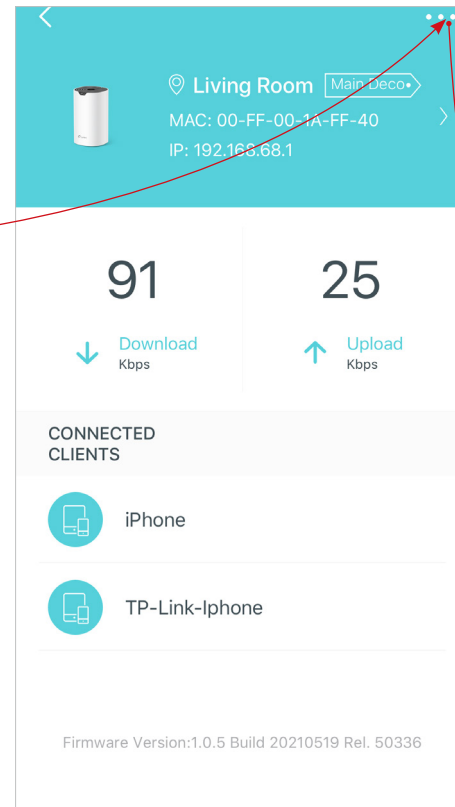 Living Room Main Deco
MAC: 00-FF-00-1A-FF-40
IP: 192.168.68.1
91 25
Download Upload
Kbps Kbps
CONNECTED
CLIENTS
iPhone
TP-Link-Iphone
Firmware Version:1.0.5 Build 20210519 Rel. 50336